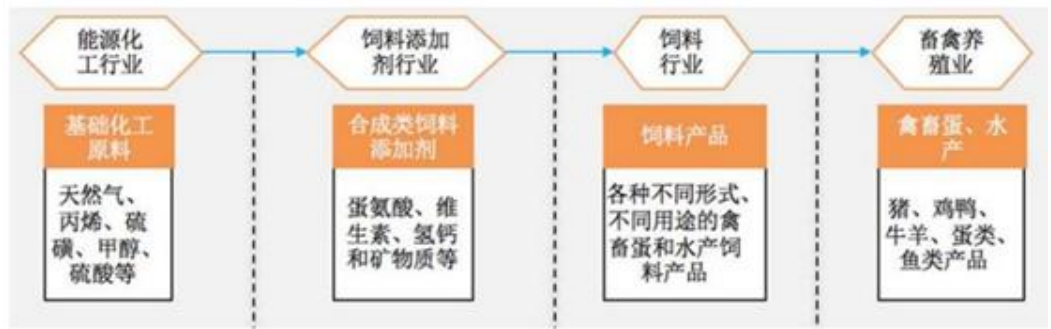 能源化
工行业
饲料添加
剂行业
饲料
行业
畜禽养
殖业
基础化工
原料
合成类饲料
添加剂
饲料产品
禽畜蛋、水
产
天然气、
丙烯、硫
磺、甲醇、
硫酸等
蛋氨酸、维
生素、氢钙
和矿物质等
各种不同形式、
不同用途的禽
畜蛋和水产饲
料产品
猪、鸡鸭、
牛羊、蛋类、
鱼类产品